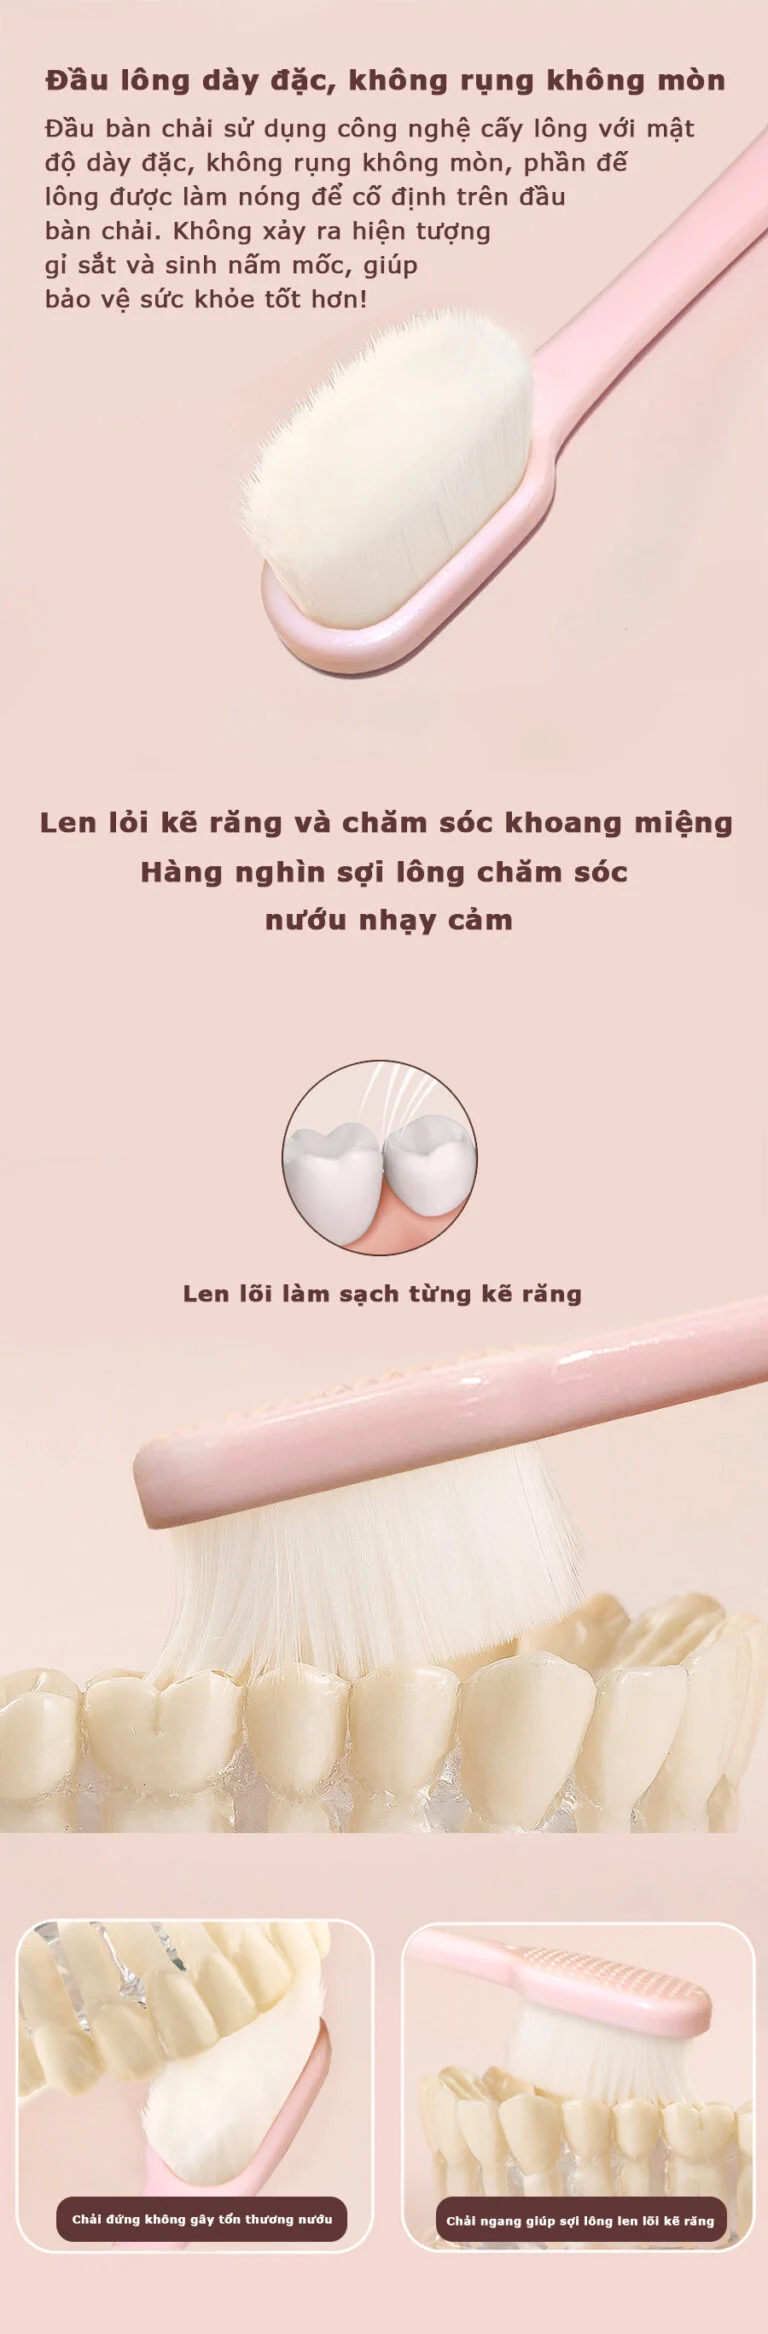 Đầu lông dày đặc, không rụng không mòn
Đầu bàn chải sử dụng công nghệ cấy lông với mật
độ dày đặc, không rụng không mòn, phần đế
lông được làm nóng để cố định trên đầu
bàn chải. Không xảy ra hiện tượng
gỉ sắt và sinh nấm mốc, giúp
bảo vệ sức khỏe tốt hơn!
Len lỏi kẽ răng và chăm sóc khoang miệng
Hàng nghìn sợi lông chăm sóc
nướu nhạy cảm
Len lõi làm sạch từng kẽ răng
Chải đứng không gây tổn thương nướu
Chải ngang giúp sợi lông len lõi kẽ răng